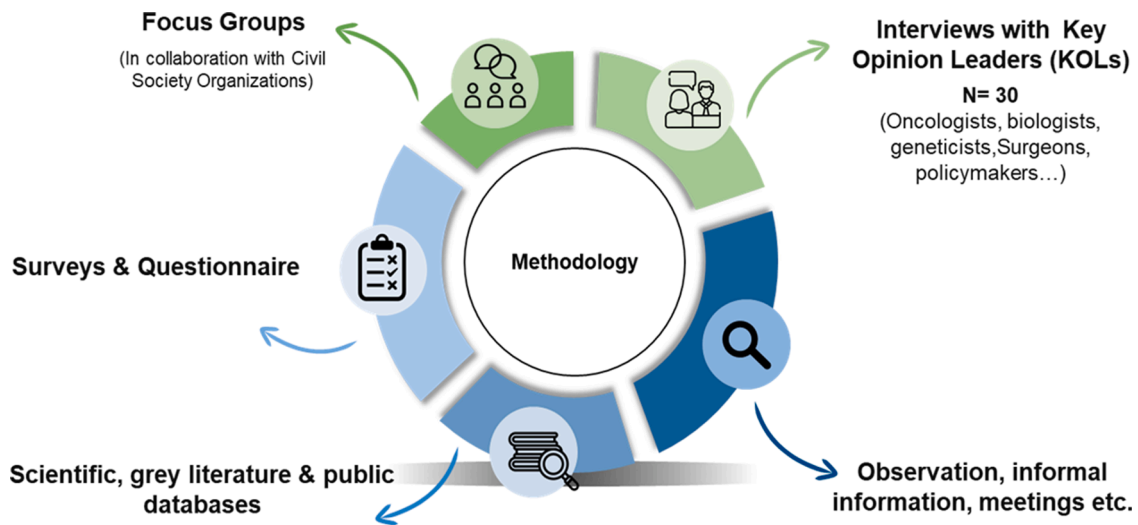 Focus Groups
(In collaboration with Civil
Society Organizations)
Interviews with Key
Opinion Leaders (KOLs)
N= 30
(Oncologists, biologists,
geneticists,Surgeons,
policymakers…)
Methodology
Surveys & Questionnaire
Scientific, grey literature & public
databases
Observation, informal
information, meetings etc.